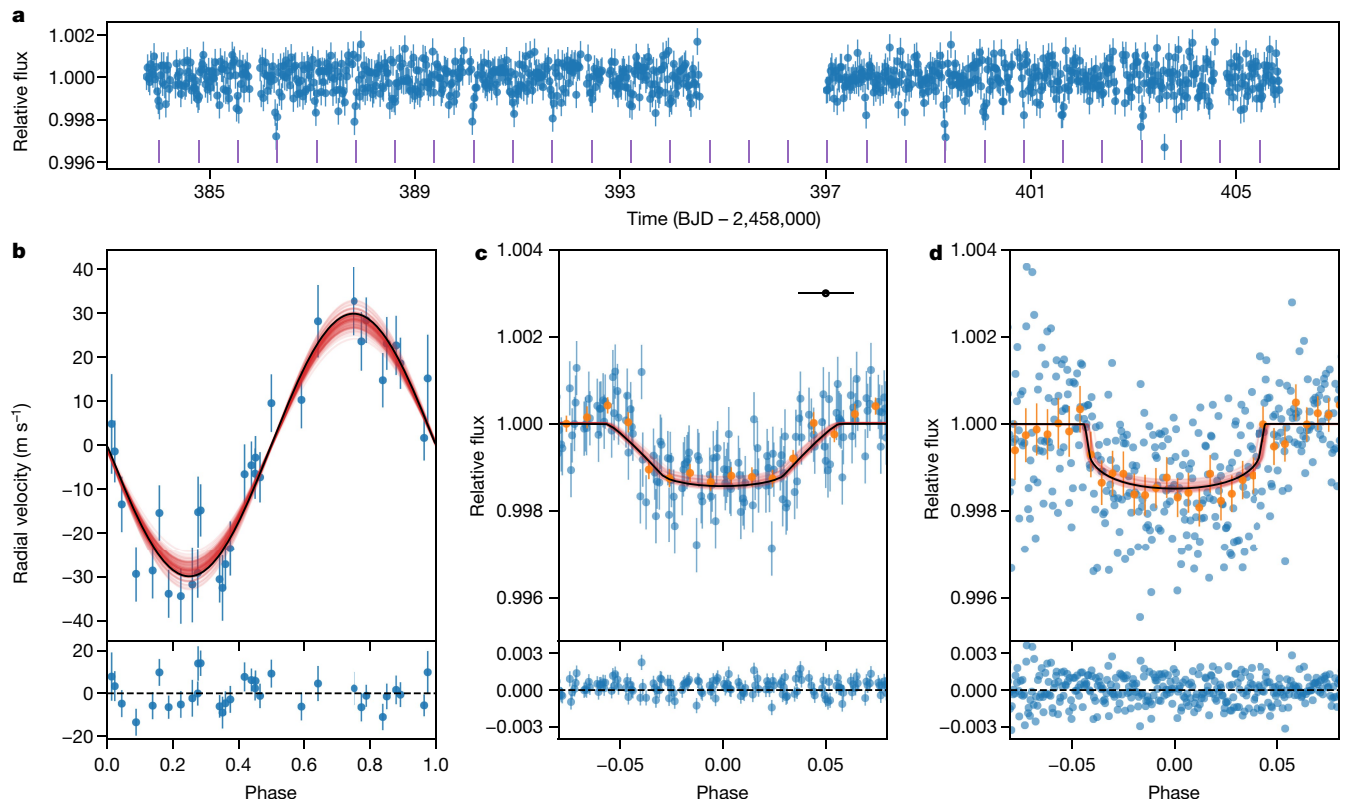 a
Relative flux
1.002
1.000
0.998
0.996
385 389 393 397 401 405
Time (BJD – 2,458,000)
b
Radial velocity (m s⁻¹)
40
30
20
10
0
−10
−20
−30
−40
20
0
−20
0.0 0.2 0.4 0.6 0.8 1.0
Phase
c
Relative flux
1.004
1.002
1.000
0.998
0.996
0.003
0.000
−0.003
−0.05 0.00 0.05
Phase
d
Relative flux
1.004
1.002
1.000
0.998
0.996
0.003
0.000
−0.003
−0.05 0.00 0.05
Phase